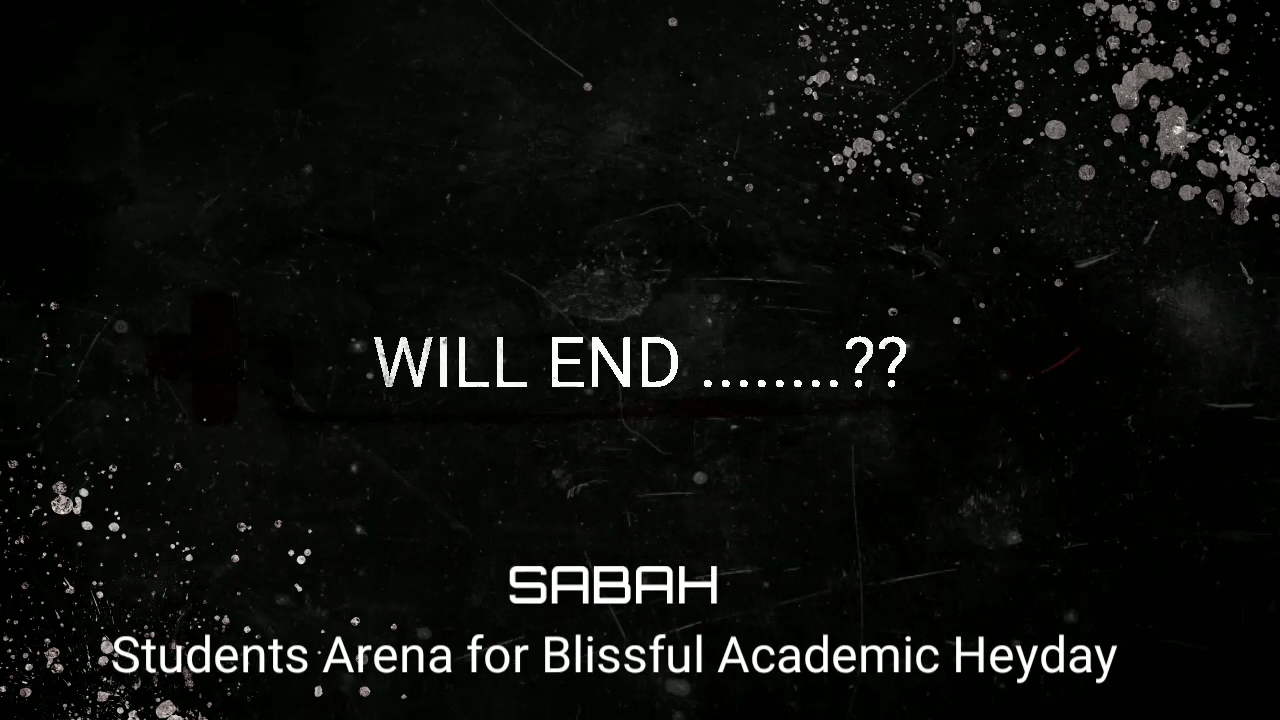 WILL END ........??
SABAH
Students Arena for Blissful Academic Heyday